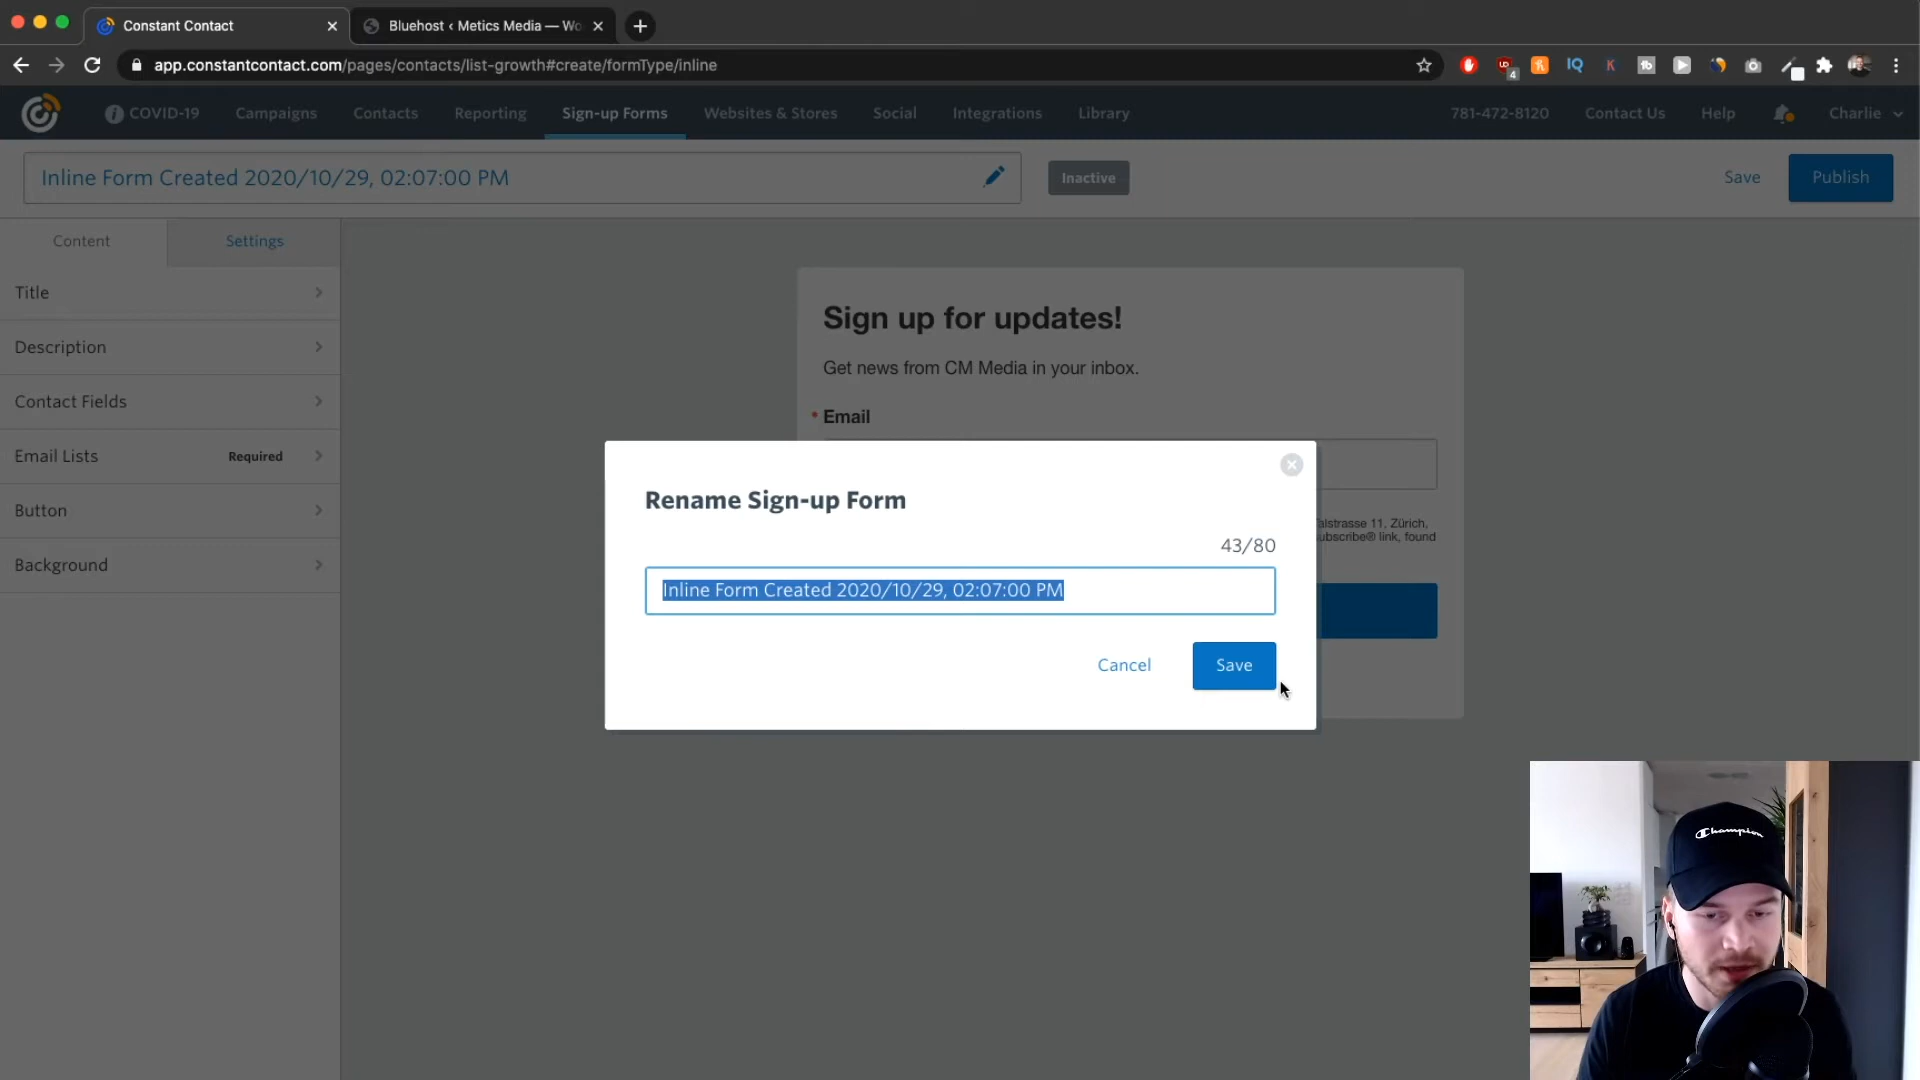 Constant Contact
Bluehost ‹ Metics Media — Wo
app.constantcontact.com/pages/contacts/list-growth#create/formType/inline
COVID-19 Campaigns Contacts Reporting Sign-up Forms Websites & Stores Social Integrations Library 781-472-8120 Contact Us Help Charlie
Inline Form Created 2020/10/29, 02:07:00 PM
Inactive
Save
Publish
Content
Settings
Title
Description
Contact Fields
Email Lists Required
Button
Background
Sign up for updates!
Get news from CM Media in your inbox.
* Email
alstrasse 11, Zürich,
ubscribe® link, found
Rename Sign-up Form
43/80
Inline Form Created 2020/10/29, 02:07:00 PM
Cancel
Save
Champion